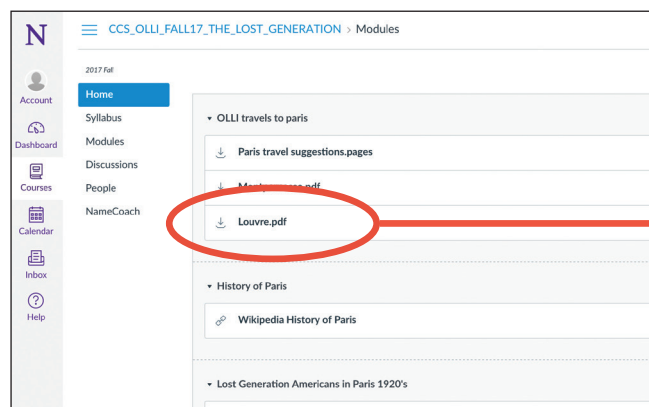 N
CCS_OLLI_FALL17_THE_LOST_GENERATION > Modules
2017 Fall
Account
Dashboard
Courses
Calendar
Inbox
Help
Home
Syllabus
Modules
Discussions
People
NameCoach
OLLI travels to paris
Paris travel suggestions.pages
Louvre.pdf
History of Paris
Wikipedia History of Paris
Lost Generation Americans in Paris 1920's